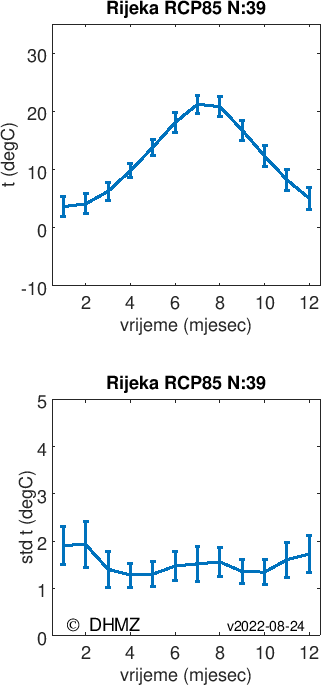 Rijeka RCP85 N:39
t (degC)
30
20
10
0
-10
2 4 6 8 10 12
vrijeme (mjesec)
Rijeka RCP85 N:39
std t (degC)
5
4
3
2
1
0
© DHMZ v2022-08-24
2 4 6 8 10 12
vrijeme (mjesec)